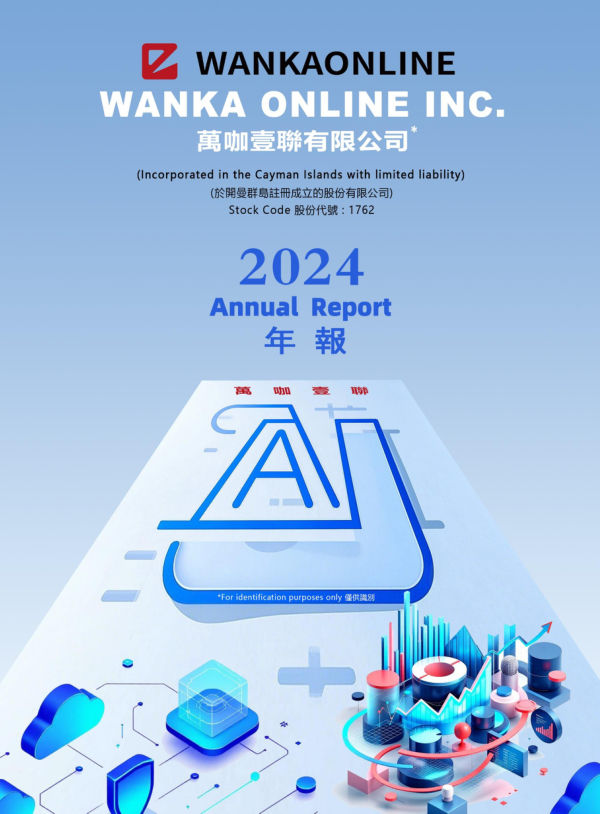 WANKAONLINE
WANKA ONLINE INC.
萬咖壹聯有限公司*
(Incorporated in the Cayman Islands with limited liability)
(於開曼群島註冊成立的股份有限公司)
Stock Code 股份代號 : 1762
2024
Annual Report
年 報
萬 咖 壹 聯
AI
*For identification purposes only 僅供識別